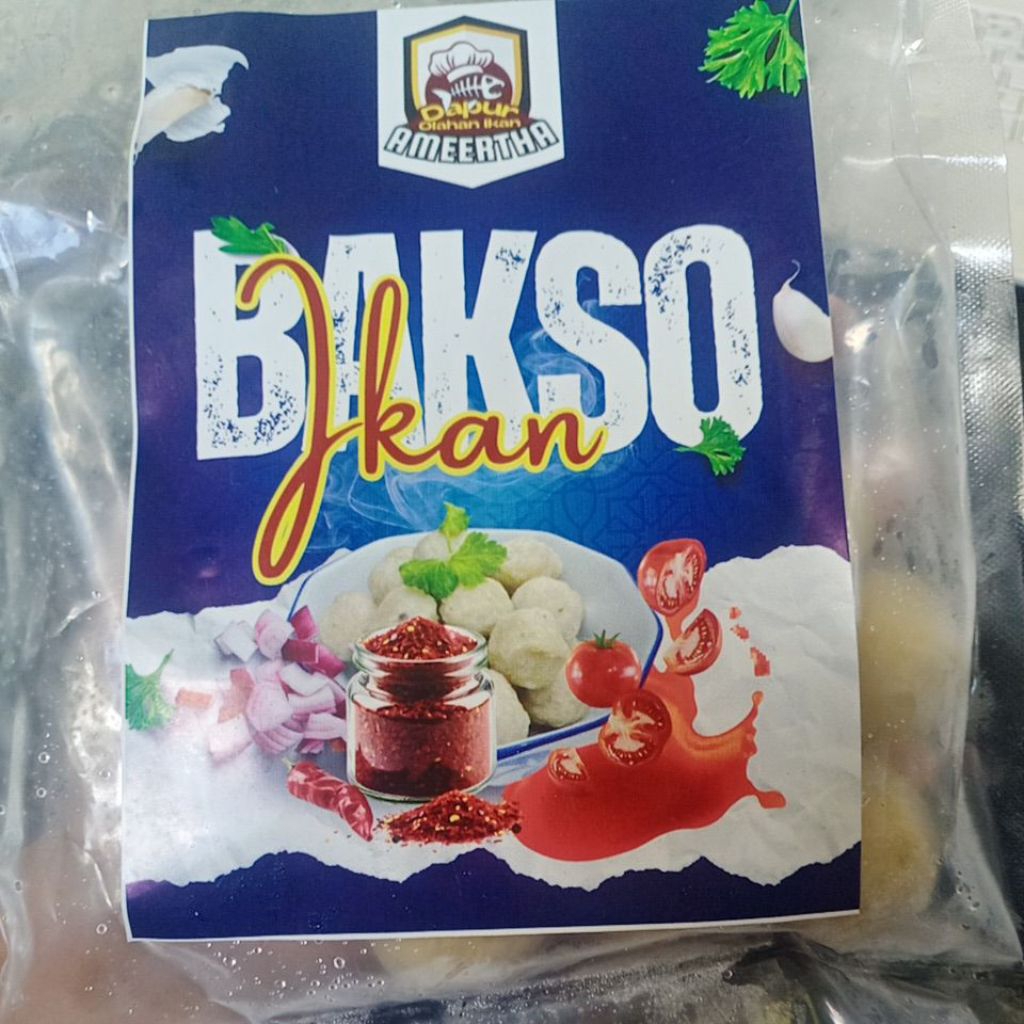 Dapur
Olahan Ikan
AMEERTHA
BAKSO
Ikan